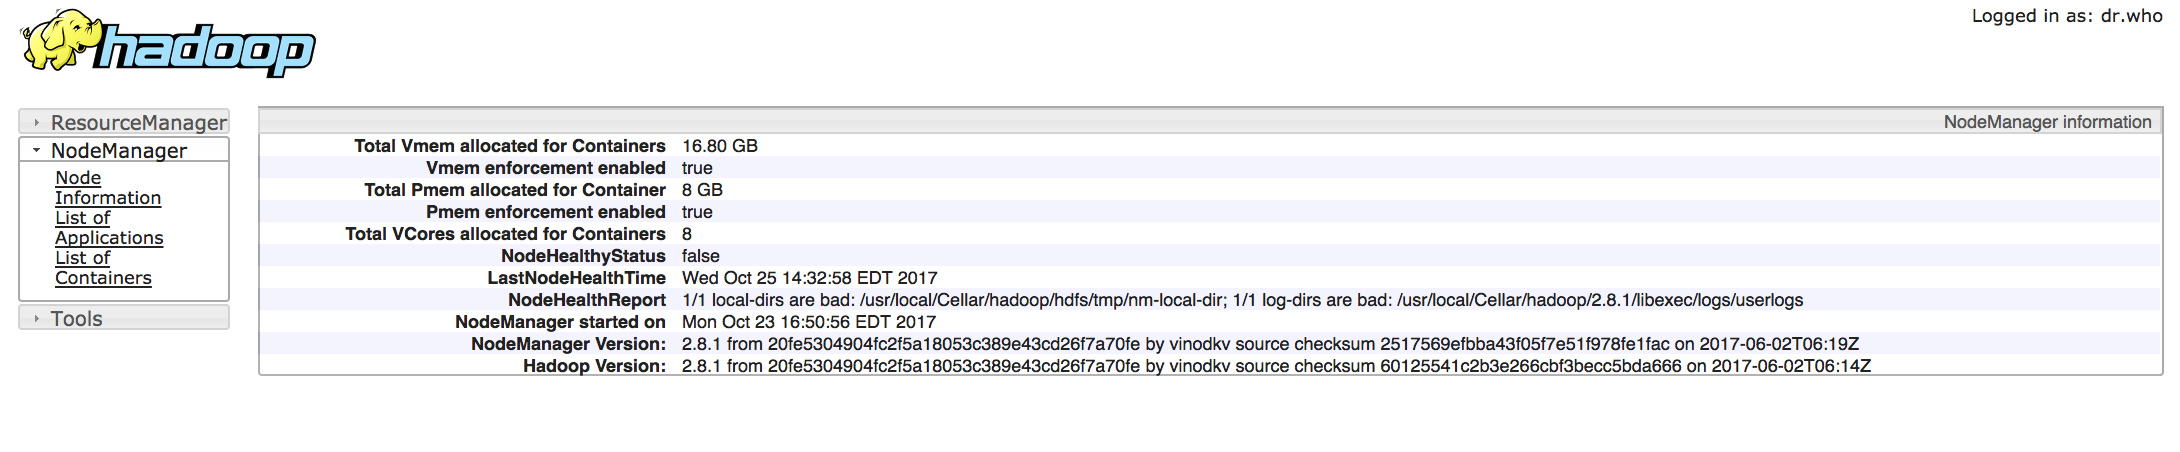 hadoop
Logged in as: dr.who
ResourceManager
NodeManager
Node
Information
List of
Applications
List of
Containers
Tools
NodeManager information
Total Vmem allocated for Containers 16.80 GB
Vmem enforcement enabled true
Total Pmem allocated for Container 8 GB
Pmem enforcement enabled true
Total VCores allocated for Containers 8
NodeHealthyStatus false
LastNodeHealthTime Wed Oct 25 14:32:58 EDT 2017
NodeHealthReport 1/1 local-dirs are bad: /usr/local/Cellar/hadoop/hdfs/tmp/nm-local-dir; 1/1 log-dirs are bad: /usr/local/Cellar/hadoop/2.8.1/libexec/logs/userlogs
NodeManager started on Mon Oct 23 16:50:56 EDT 2017
NodeManager Version: 2.8.1 from 20fe5304904fc2f5a18053c389e43cd26f7a70fe by vinodkv source checksum 2517569efbba43f05f7e51f978fe1fac on 2017-06-02T06:19Z
Hadoop Version: 2.8.1 from 20fe5304904fc2f5a18053c389e43cd26f7a70fe by vinodkv source checksum 60125541c2b3e266cbf3becc5bda666 on 2017-06-02T06:14Z